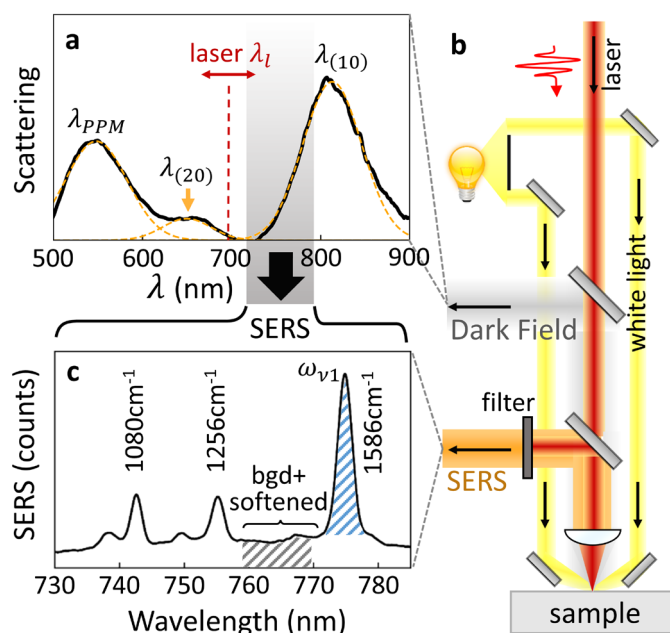 a
laser λ_l
λ_(10)
λ_PPM
λ_(20)
Scattering
500 600 700 800 900
λ (nm)
SERS
b
laser
white light
Dark Field
filter
SERS
sample
c
ω_ν1
1080cm⁻¹
1256cm⁻¹
1586cm⁻¹
bgd+
softened
SERS (counts)
730 740 750 760 770 780
Wavelength (nm)